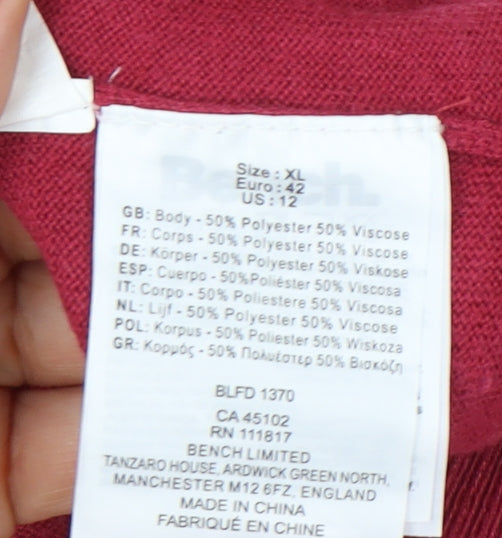 Bench.
Size : XL
Euro : 42
US : 12
GB: Body - 50% Polyester 50% Viscose
FR: Corps - 50% Polyester 50% Viscose
DE: Körper - 50% Polyester 50% Viskose
ESP: Cuerpo - 50%Poliéster 50% Viscosa
IT: Corpo - 50% Poliestere 50% Viscosa
NL: Lijf - 50% Polyester 50% Viscose
POL: Korpus - 50% Poliester 50% Wiskoza
GR: Κορμός - 50% Πολυέστερ 50% Βισκόζη
BLFD 1370
CA 45102
RN 111817
BENCH LIMITED
TANZARO HOUSE, ARDWICK GREEN NORTH,
MANCHESTER M12 6FZ, ENGLAND
MADE IN CHINA
FABRIQUÉ EN CHINE